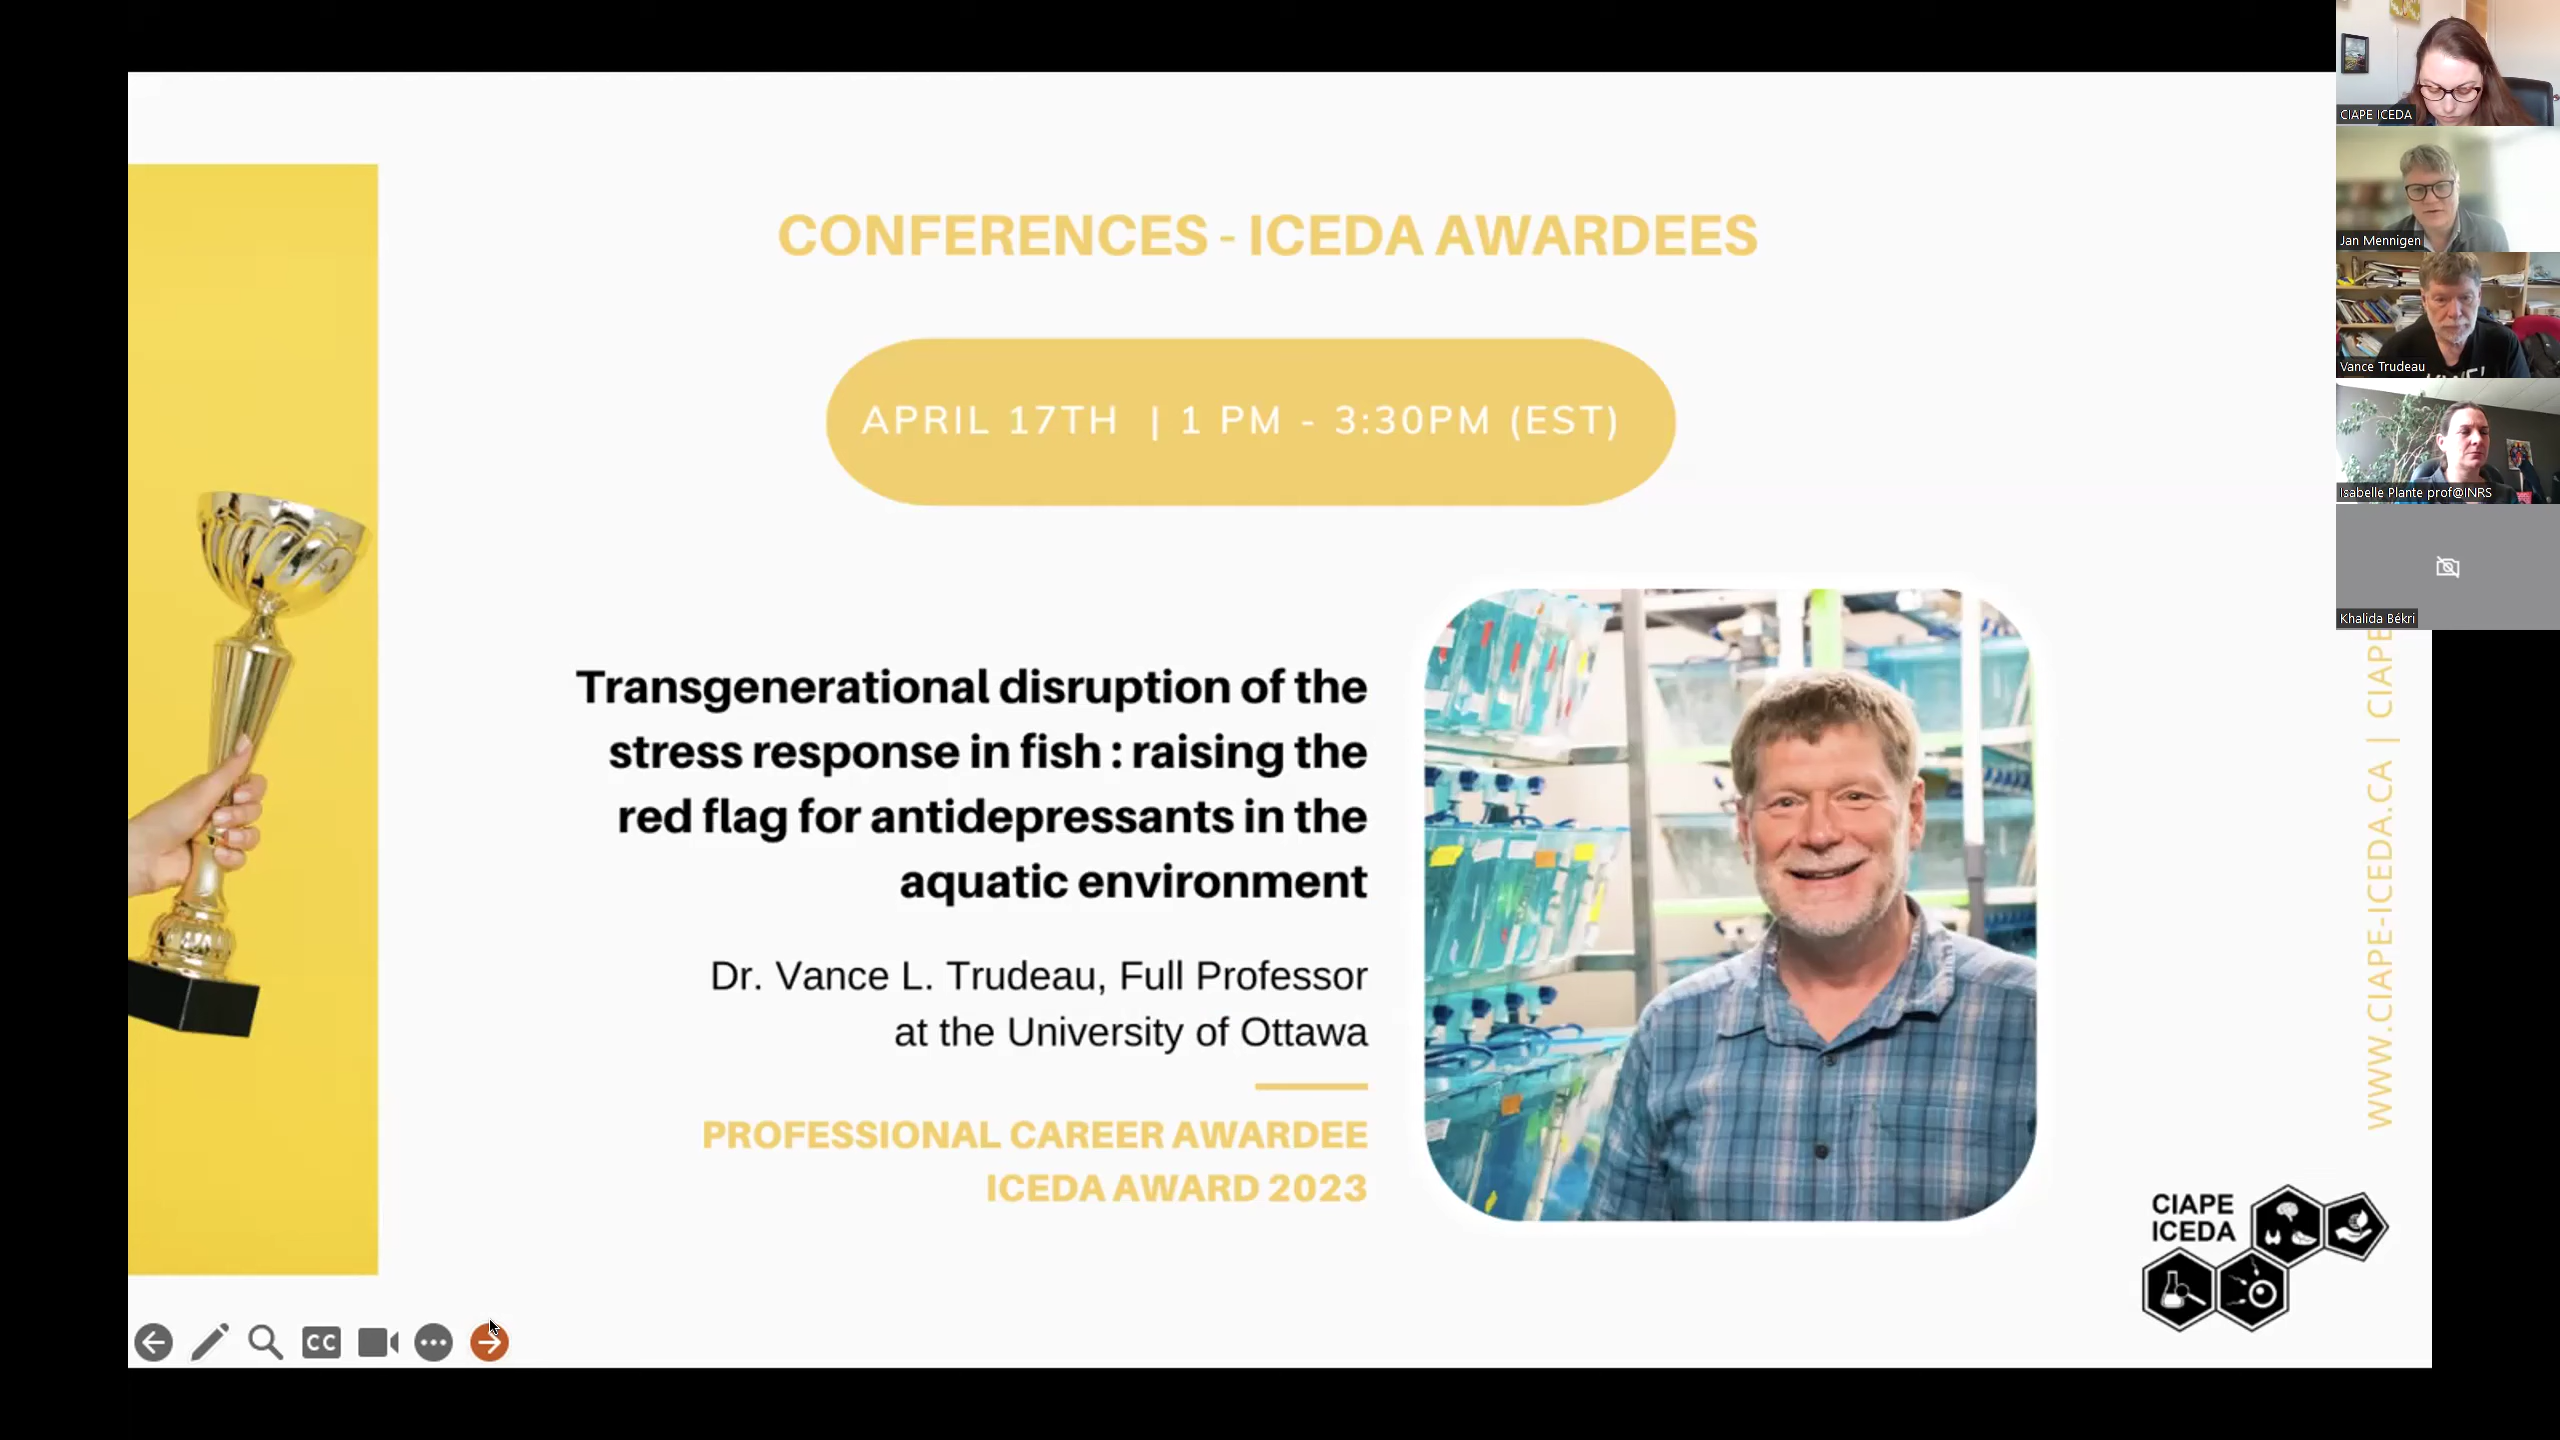 CONFERENCES - ICEDA AWARDEES
APRIL 17TH | 1 PM - 3:30PM (EST)
Transgenerational disruption of the
stress response in fish : raising the
red flag for antidepressants in the
aquatic environment
Dr. Vance L. Trudeau, Full Professor
at the University of Ottawa
PROFESSIONAL CAREER AWARDEE
ICEDA AWARD 2023
WWW.CIAPE-ICEDA.CA | CIAPE
CIAPE
ICEDA
CC
CIAPE ICEDA
Jan Mennigen
Vance Trudeau
Isabelle Plante prof@INRS
Khalida Békri